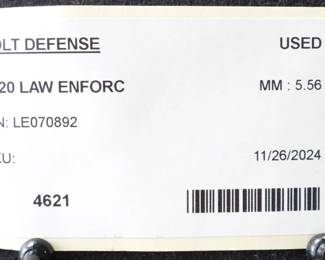 OLT DEFENSE USED
20 LAW ENFORC MM : 5.56
N: LE070892
KU: 11/26/2024
4621